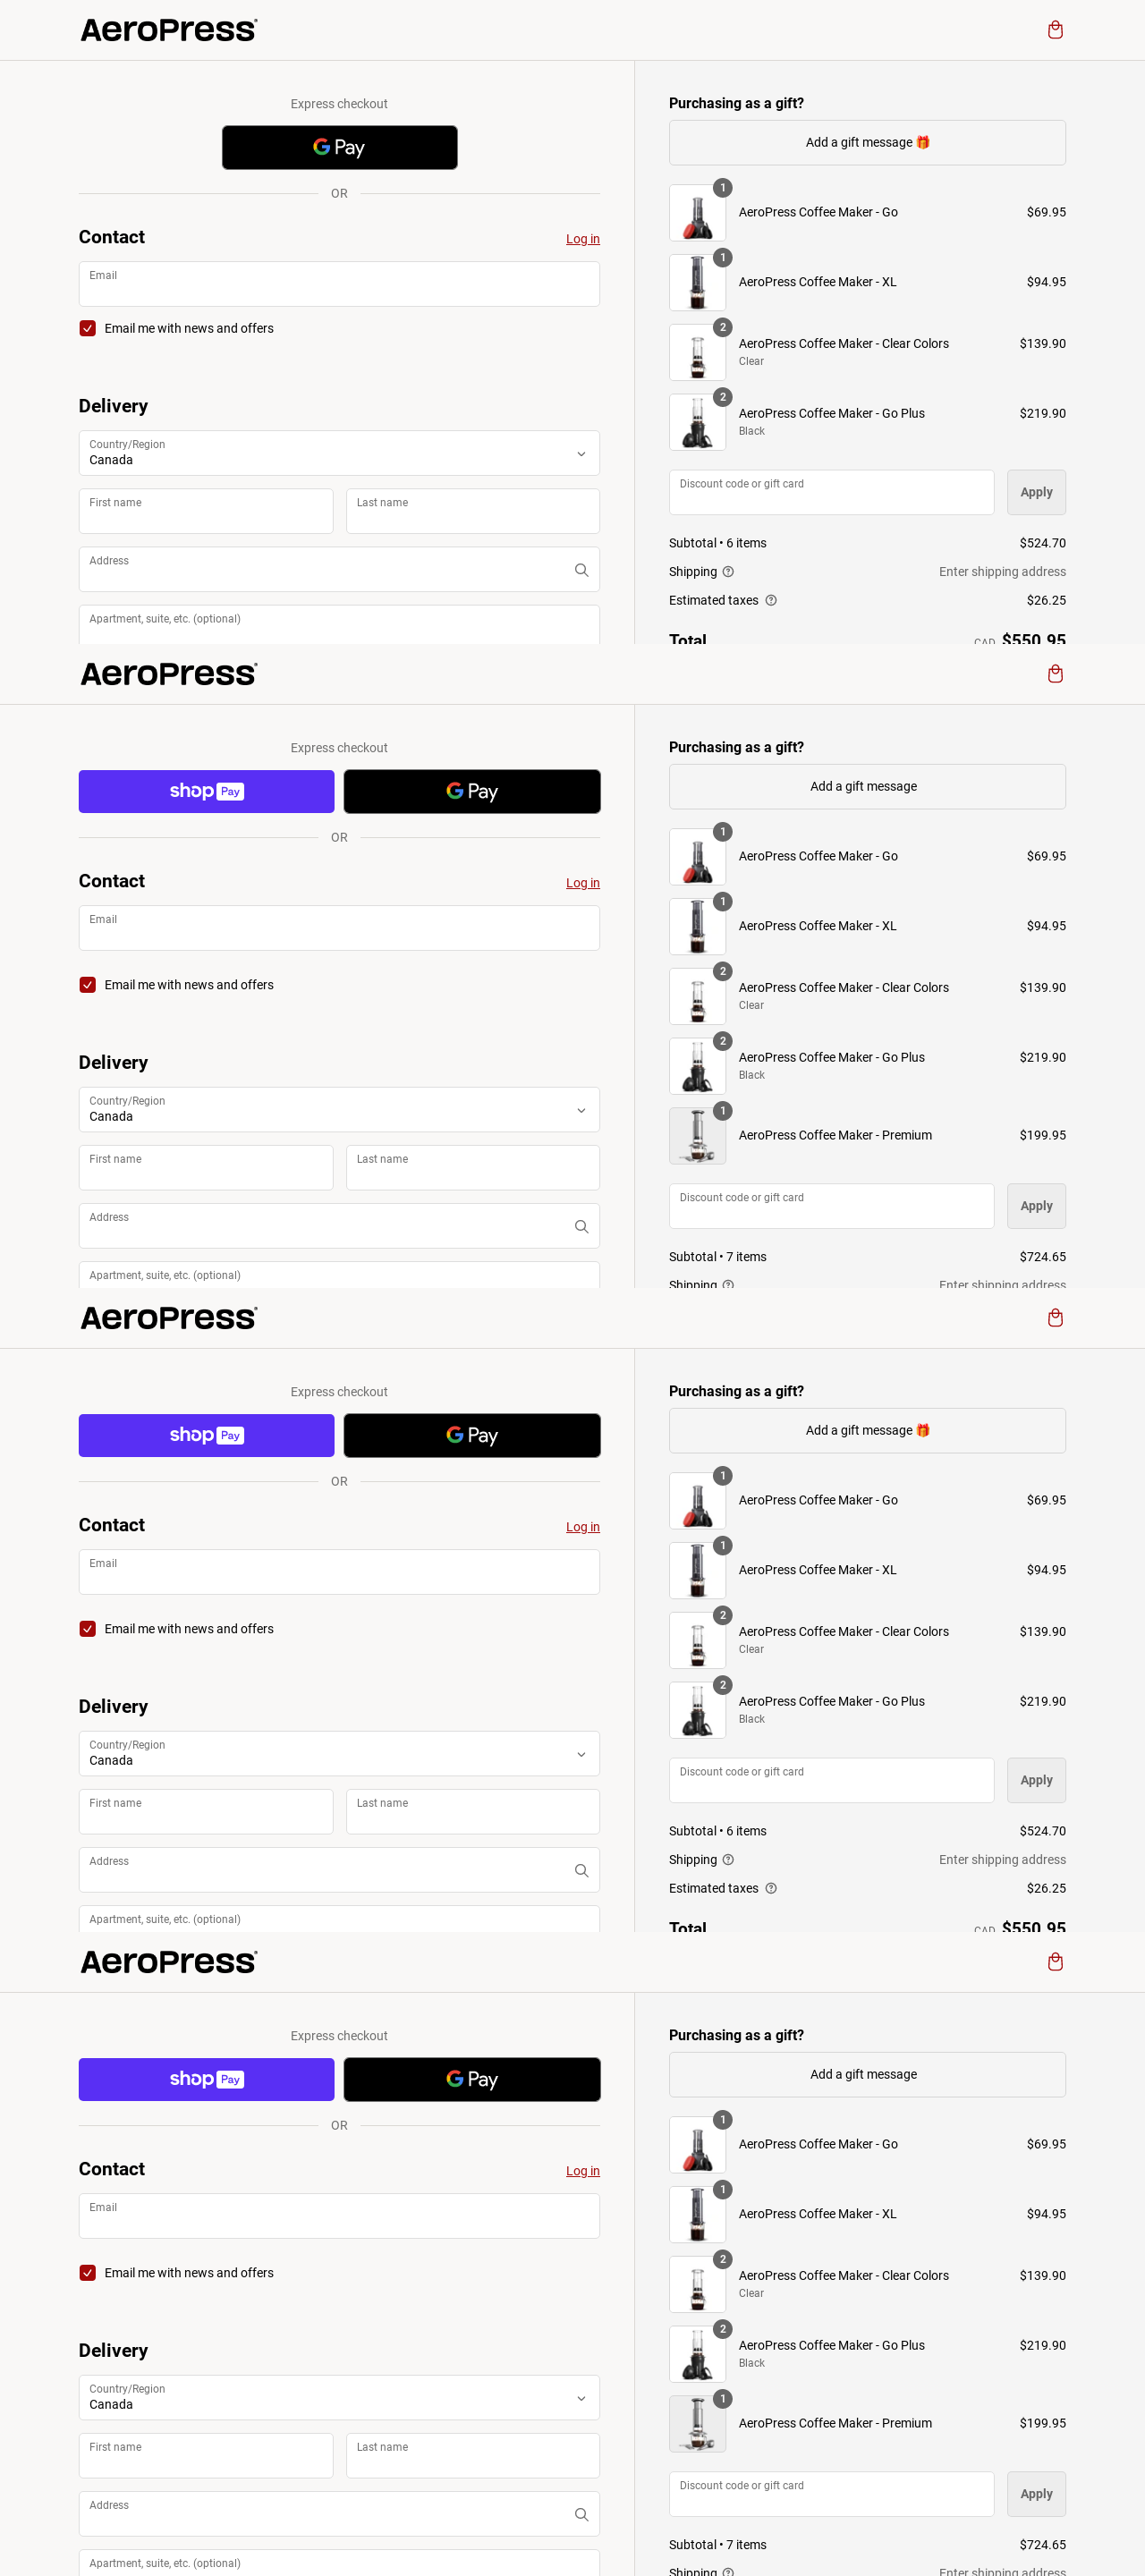 AeroPress
Express checkout
G Pay
OR
Contact
Log in
Email
Email me with news and offers
Delivery
Country/Region
Canada
First name
Last name
Address
Apartment, suite, etc. (optional)
Purchasing as a gift?
Add a gift message 🎁
1
AeroPress Coffee Maker - Go
$69.95
1
AeroPress Coffee Maker - XL
$94.95
2
AeroPress Coffee Maker - Clear Colors
$139.90
Clear
2
AeroPress Coffee Maker - Go Plus
$219.90
Black
Discount code or gift card
Apply
Subtotal • 6 items
$524.70
Shipping
Enter shipping address
Estimated taxes
$26.25
Total
CAD $550.95
AeroPress
Express checkout
shop Pay
G Pay
OR
Contact
Log in
Email
Email me with news and offers
Delivery
Country/Region
Canada
First name
Last name
Address
Apartment, suite, etc. (optional)
Purchasing as a gift?
Add a gift message
1
AeroPress Coffee Maker - Go
$69.95
1
AeroPress Coffee Maker - XL
$94.95
2
AeroPress Coffee Maker - Clear Colors
$139.90
Clear
2
AeroPress Coffee Maker - Go Plus
$219.90
Black
1
AeroPress Coffee Maker - Premium
$199.95
Discount code or gift card
Apply
Subtotal • 7 items
$724.65
Shipping
Enter shipping address
AeroPress
Express checkout
shop Pay
G Pay
OR
Contact
Log in
Email
Email me with news and offers
Delivery
Country/Region
Canada
First name
Last name
Address
Apartment, suite, etc. (optional)
Purchasing as a gift?
Add a gift message 🎁
1
AeroPress Coffee Maker - Go
$69.95
1
AeroPress Coffee Maker - XL
$94.95
2
AeroPress Coffee Maker - Clear Colors
$139.90
Clear
2
AeroPress Coffee Maker - Go Plus
$219.90
Black
Discount code or gift card
Apply
Subtotal • 6 items
$524.70
Shipping
Enter shipping address
Estimated taxes
$26.25
Total
CAD $550.95
AeroPress
Express checkout
shop Pay
G Pay
OR
Contact
Log in
Email
Email me with news and offers
Delivery
Country/Region
Canada
First name
Last name
Address
Apartment, suite, etc. (optional)
Purchasing as a gift?
Add a gift message
1
AeroPress Coffee Maker - Go
$69.95
1
AeroPress Coffee Maker - XL
$94.95
2
AeroPress Coffee Maker - Clear Colors
$139.90
Clear
2
AeroPress Coffee Maker - Go Plus
$219.90
Black
1
AeroPress Coffee Maker - Premium
$199.95
Discount code or gift card
Apply
Subtotal • 7 items
$724.65
Shipping
Enter shipping address